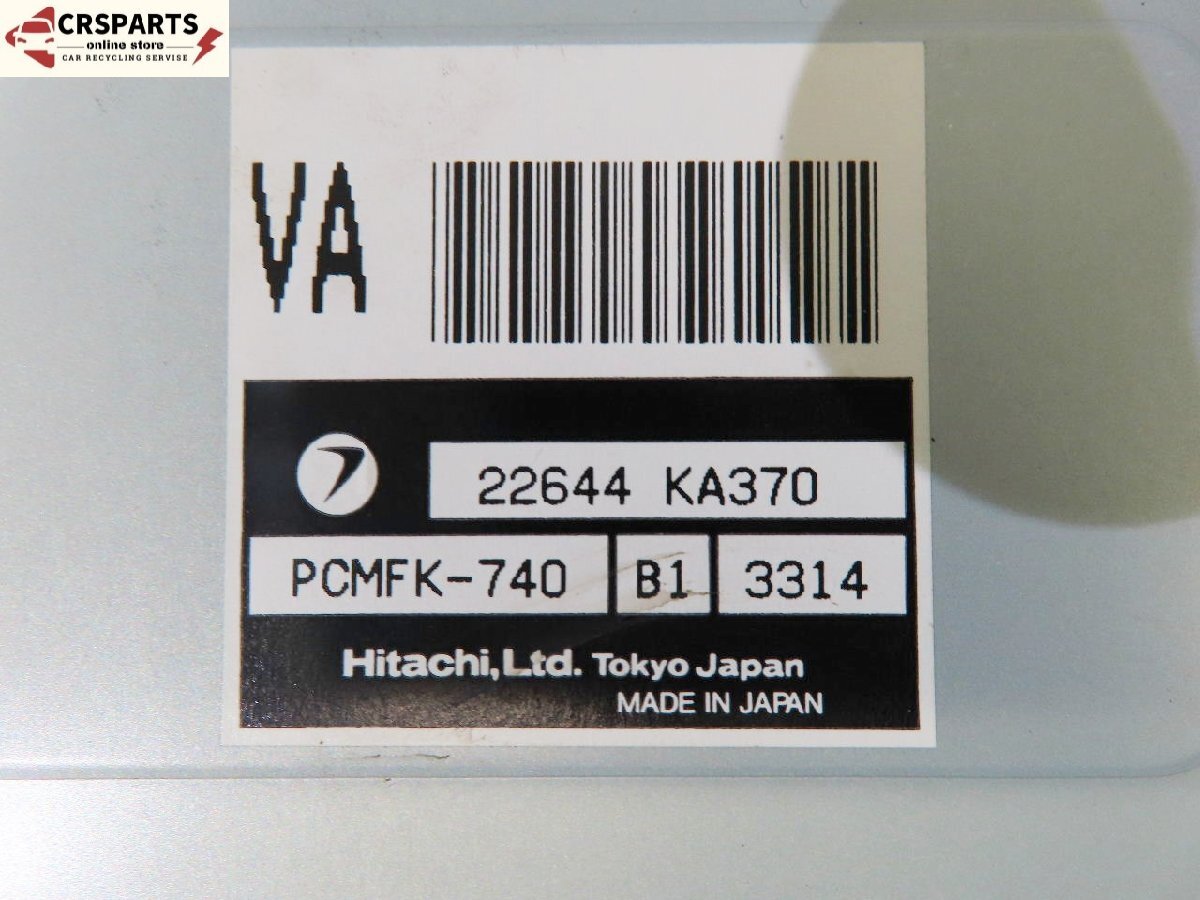 CRSPARTS
online store
CAR RECYCLING SERVISE
VA
22644 KA370
PCMFK-740 B1 3314
Hitachi,Ltd. Tokyo Japan
MADE IN JAPAN